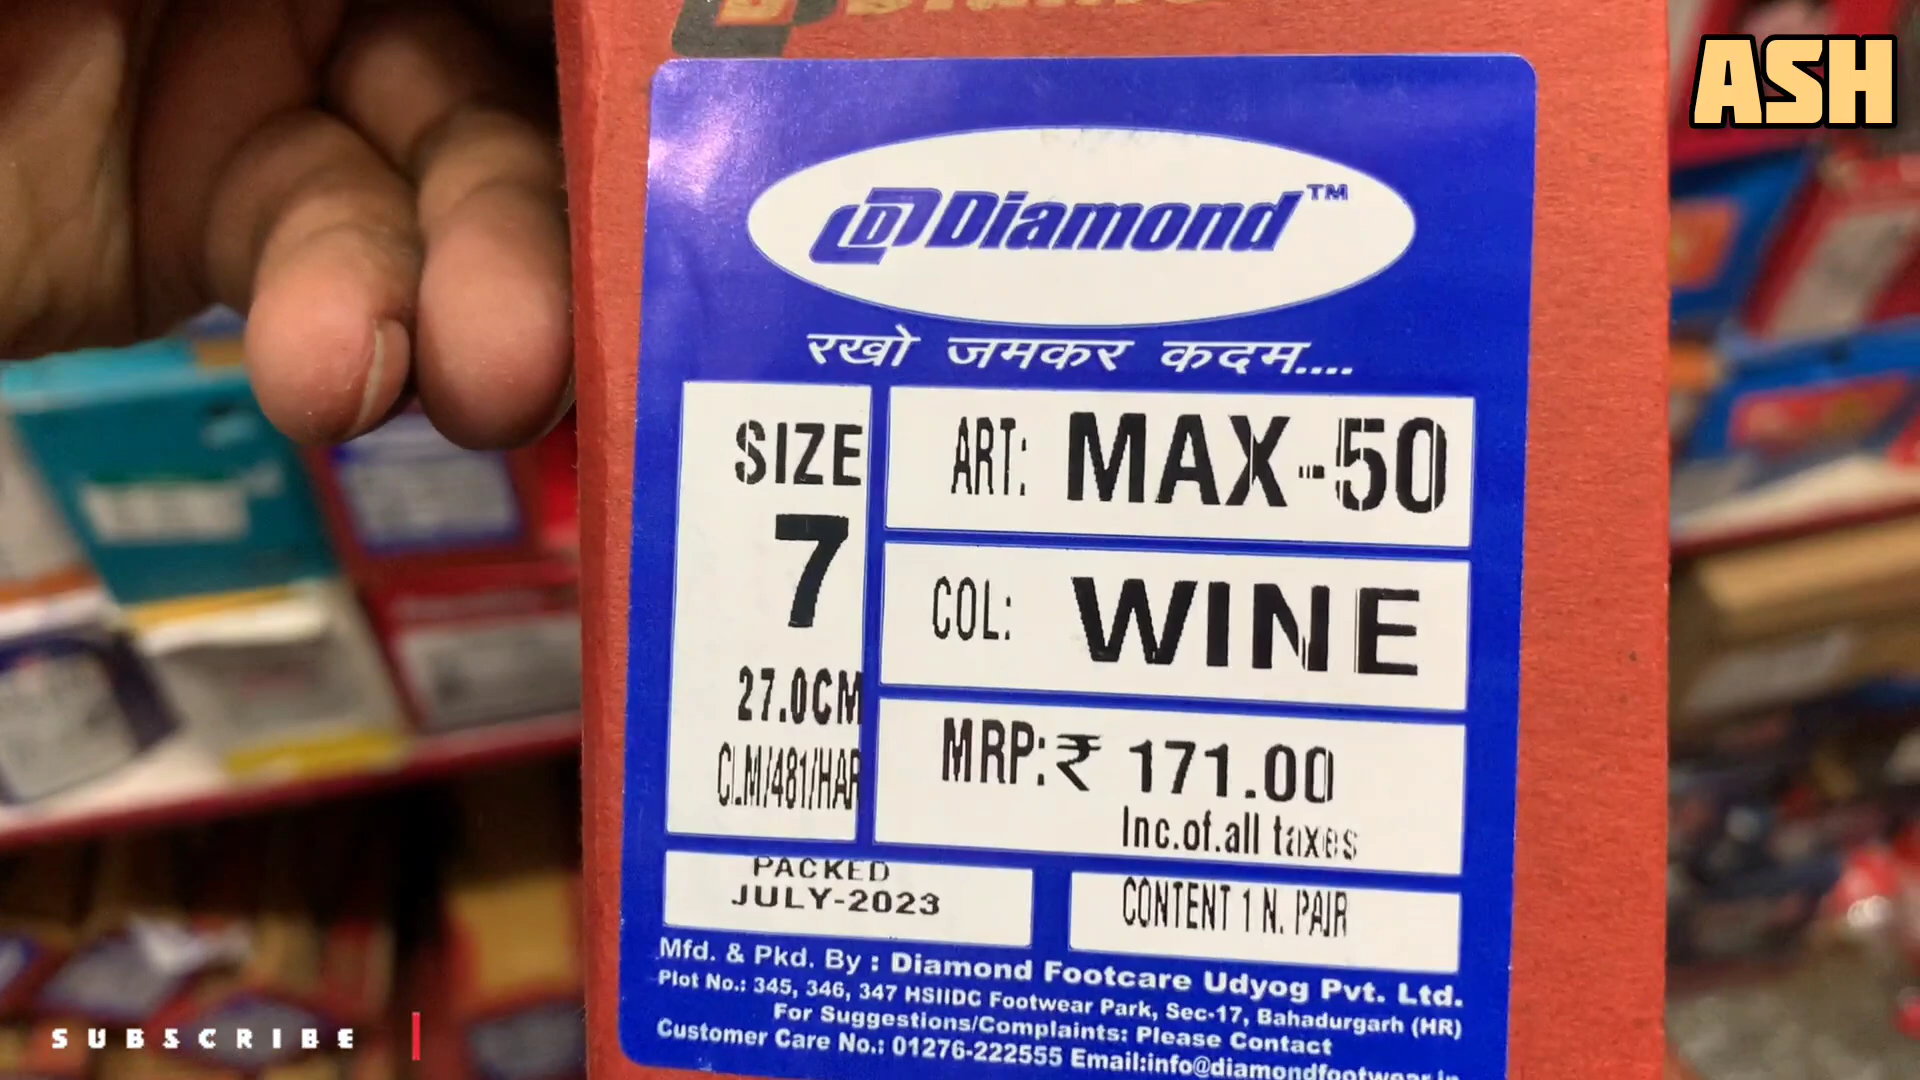 ASH
Diamond™
रखो जमकर कदम....
SIZE
7
27.0CM
CLM/481/HAR
ART: MAX-50
COL: WINE
MRP:₹ 171.00
Inc.of.all taxes
PACKED
JULY-2023
CONTENT 1 N. PAIR
Mfd. & Pkd. By : Diamond Footcare Udyog Pvt. Ltd.
Plot No.: 345, 346, 347 HSIIDC Footwear Park, Sec-17, Bahadurgarh (HR)
For Suggestions/Complaints: Please Contact
Customer Care No.: 01276-222555 Email:info@diamondfootwear.in
SUBSCRIBE